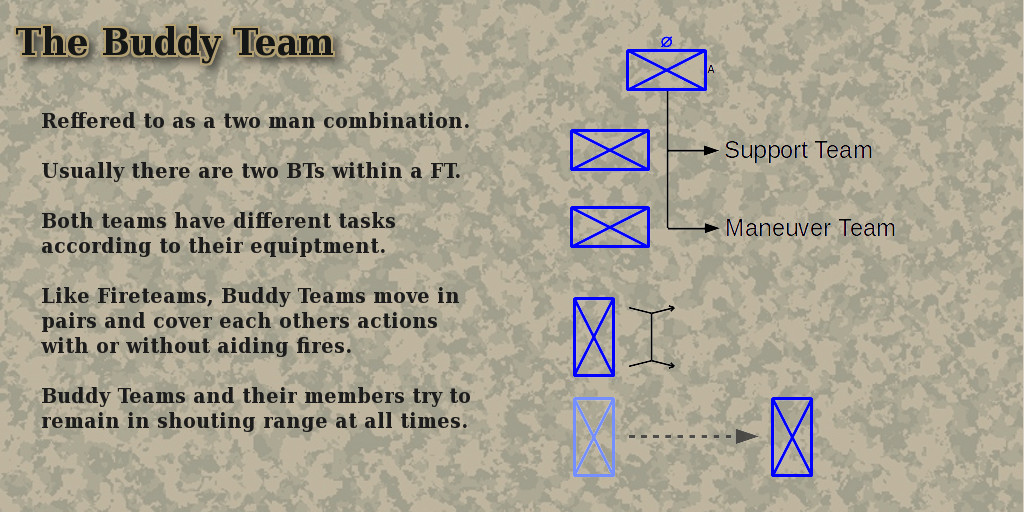 The Buddy Team
Reffered to as a two man combination.
Usually there are two BTs within a FT.
Both teams have different tasks
according to their equiptment.
Like Fireteams, Buddy Teams move in
pairs and cover each others actions
with or without aiding fires.
Buddy Teams and their members try to
remain in shouting range at all times.
Ø
A
Support Team
Maneuver Team